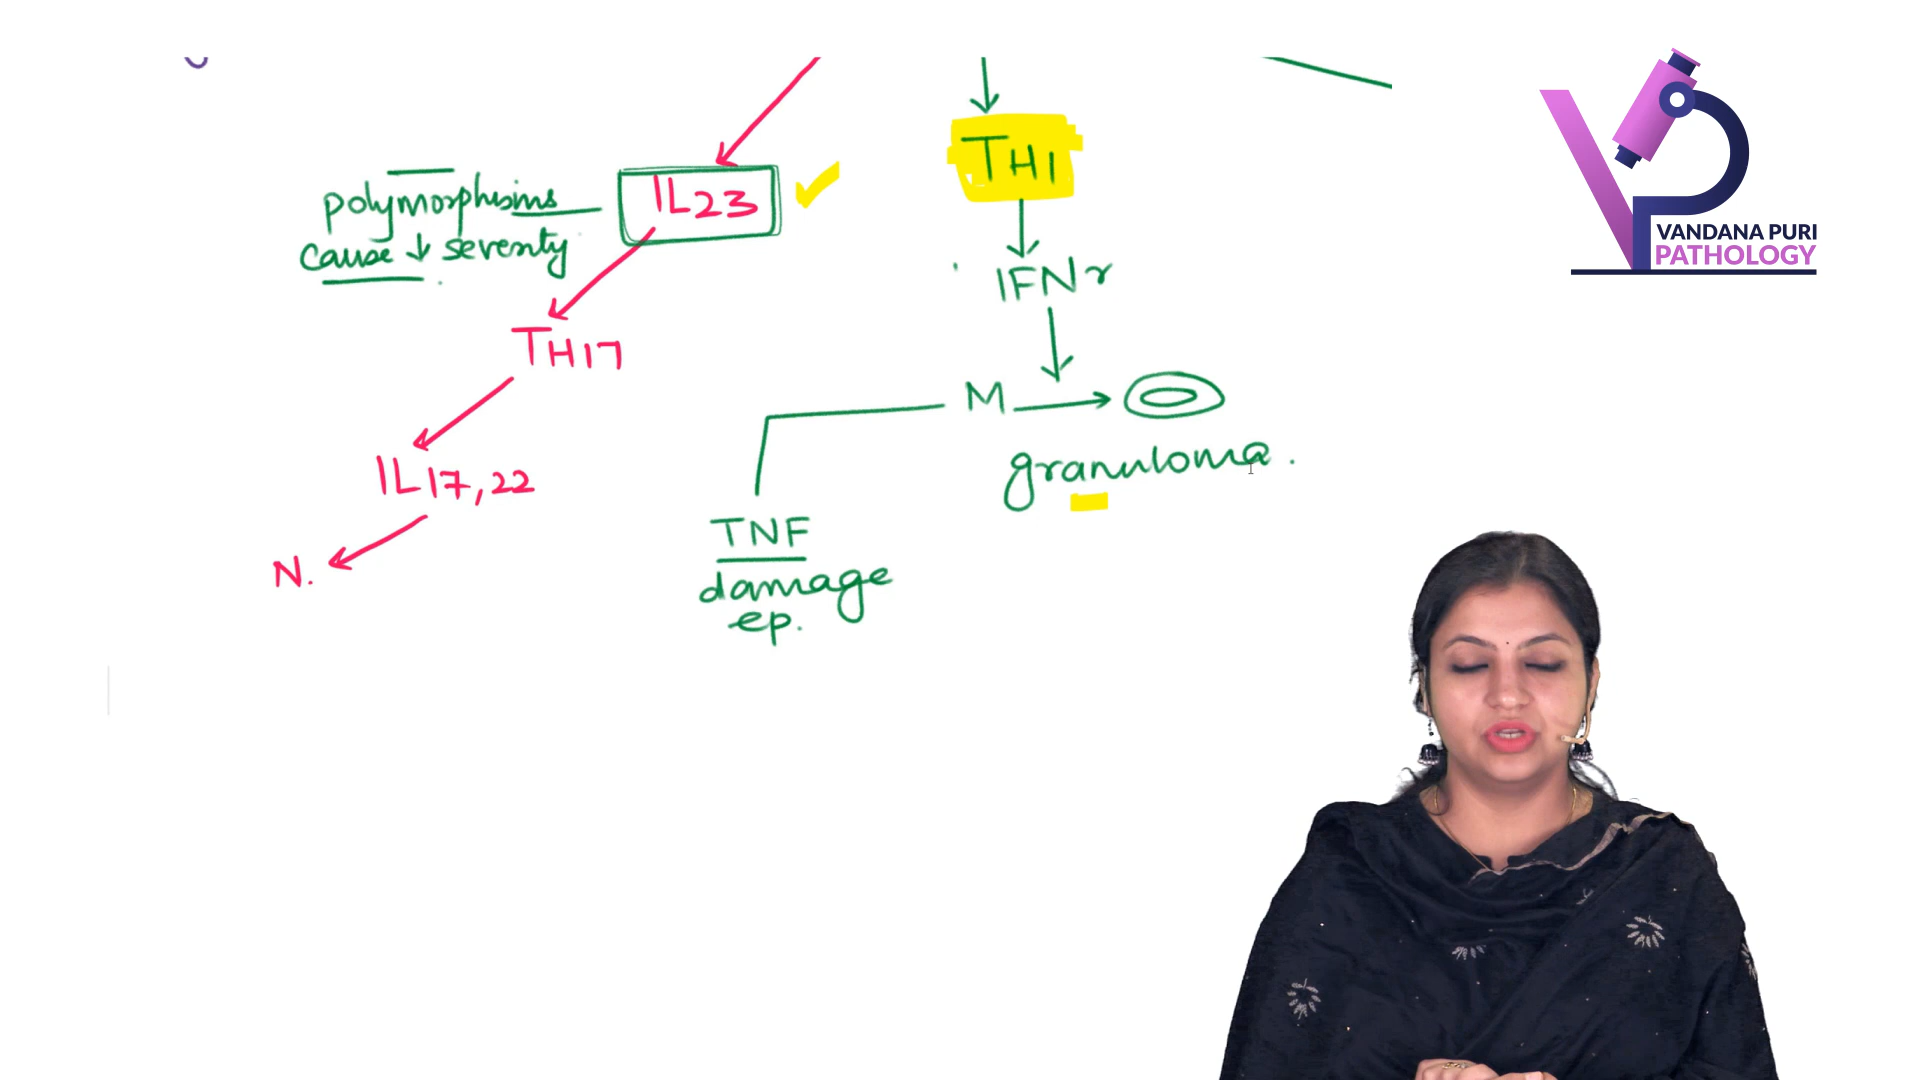 TH1
IL23
polymorphisms
cause ↓ severity
IFNγ
TH17
M
granuloma.
IL17,22
TNF
damage
ep.
N.
VANDANA PURI
PATHOLOGY